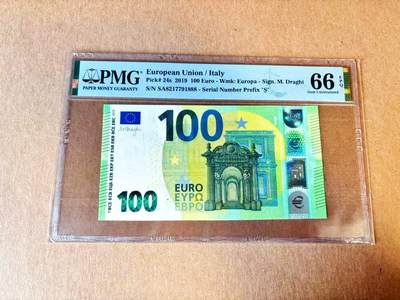 PMG
PAPER MONEY GUARANTY
European Union / Italy
Pick# 24s 2019 100 Euro - Wmk: Europa - Sign. M. Draghi
S/N SA8217791888 - Serial Number Prefix "S"
66 EPQ
Gem Uncirculated
100
EURO
ΕΥΡΩ
ЕВРО
100
€